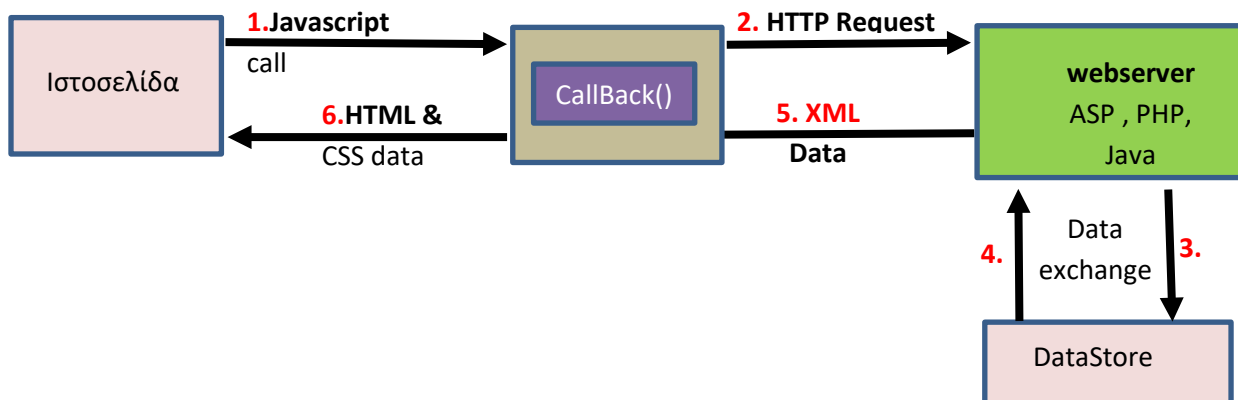 1.Javascript
call
2. HTTP Request
Ιστοσελίδα
CallBack()
webserver
ASP , PHP,
Java
6.HTML &
CSS data
5. XML
Data
4.
Data
exchange
3.
DataStore